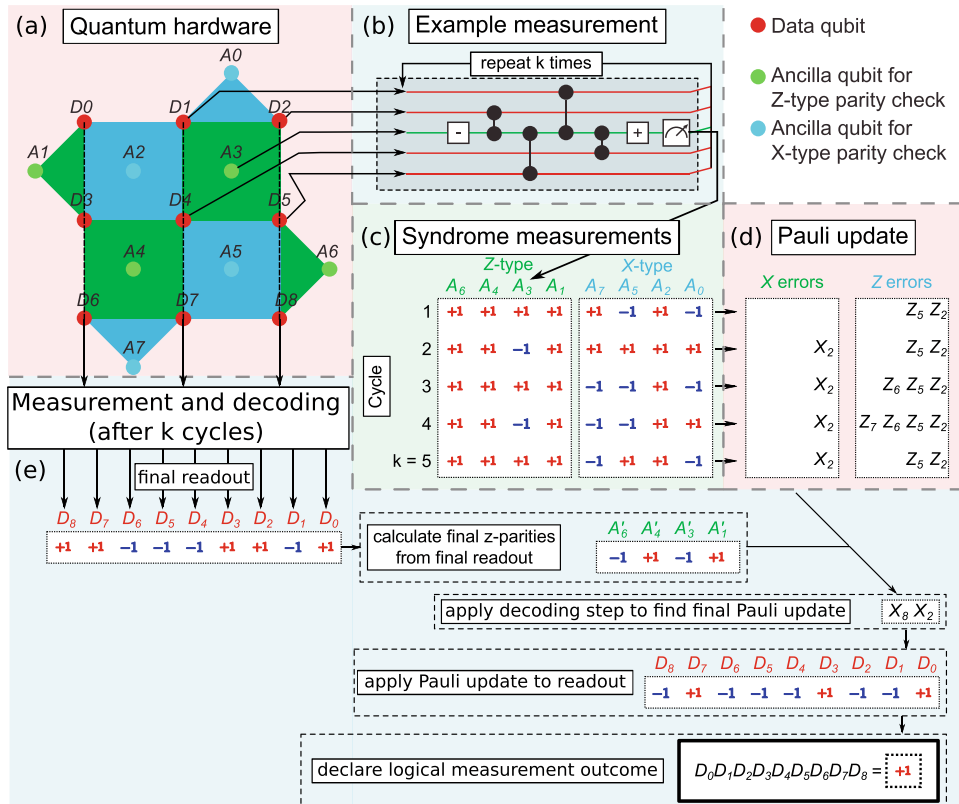 (a) Quantum hardware
A0
D0 D1 D2
A1 A2 A3
D3 D4 D5
A4 A5 A6
D6 D7 D8
A7
(b) Example measurement
repeat k times
- +
Data qubit
Ancilla qubit for
Z-type parity check
Ancilla qubit for
X-type parity check
(c) Syndrome measurements
Z-type X-type
A6 A4 A3 A1 A7 A5 A2 A0
Cycle
1 +1 +1 +1 +1 +1 -1 +1 -1
2 +1 +1 -1 +1 +1 +1 +1 +1
3 +1 +1 +1 +1 -1 -1 +1 -1
4 +1 +1 -1 +1 -1 -1 +1 -1
k = 5 +1 +1 +1 +1 -1 +1 +1 -1
(d) Pauli update
X errors Z errors
Z5 Z2
X2 Z5 Z2
X2 Z6 Z5 Z2
X2 Z7 Z6 Z5 Z2
X2 Z5 Z2
Measurement and decoding
(after k cycles)
(e)
final readout
D8 D7 D6 D5 D4 D3 D2 D1 D0
+1 +1 -1 -1 -1 +1 +1 -1 +1
calculate final z-parities
from final readout
A'6 A'4 A'3 A'1
-1 +1 -1 +1
apply decoding step to find final Pauli update
X8 X2
apply Pauli update to readout
D8 D7 D6 D5 D4 D3 D2 D1 D0
-1 +1 -1 -1 -1 +1 -1 -1 +1
declare logical measurement outcome
D0D1D2D3D4D5D6D7D8 = +1